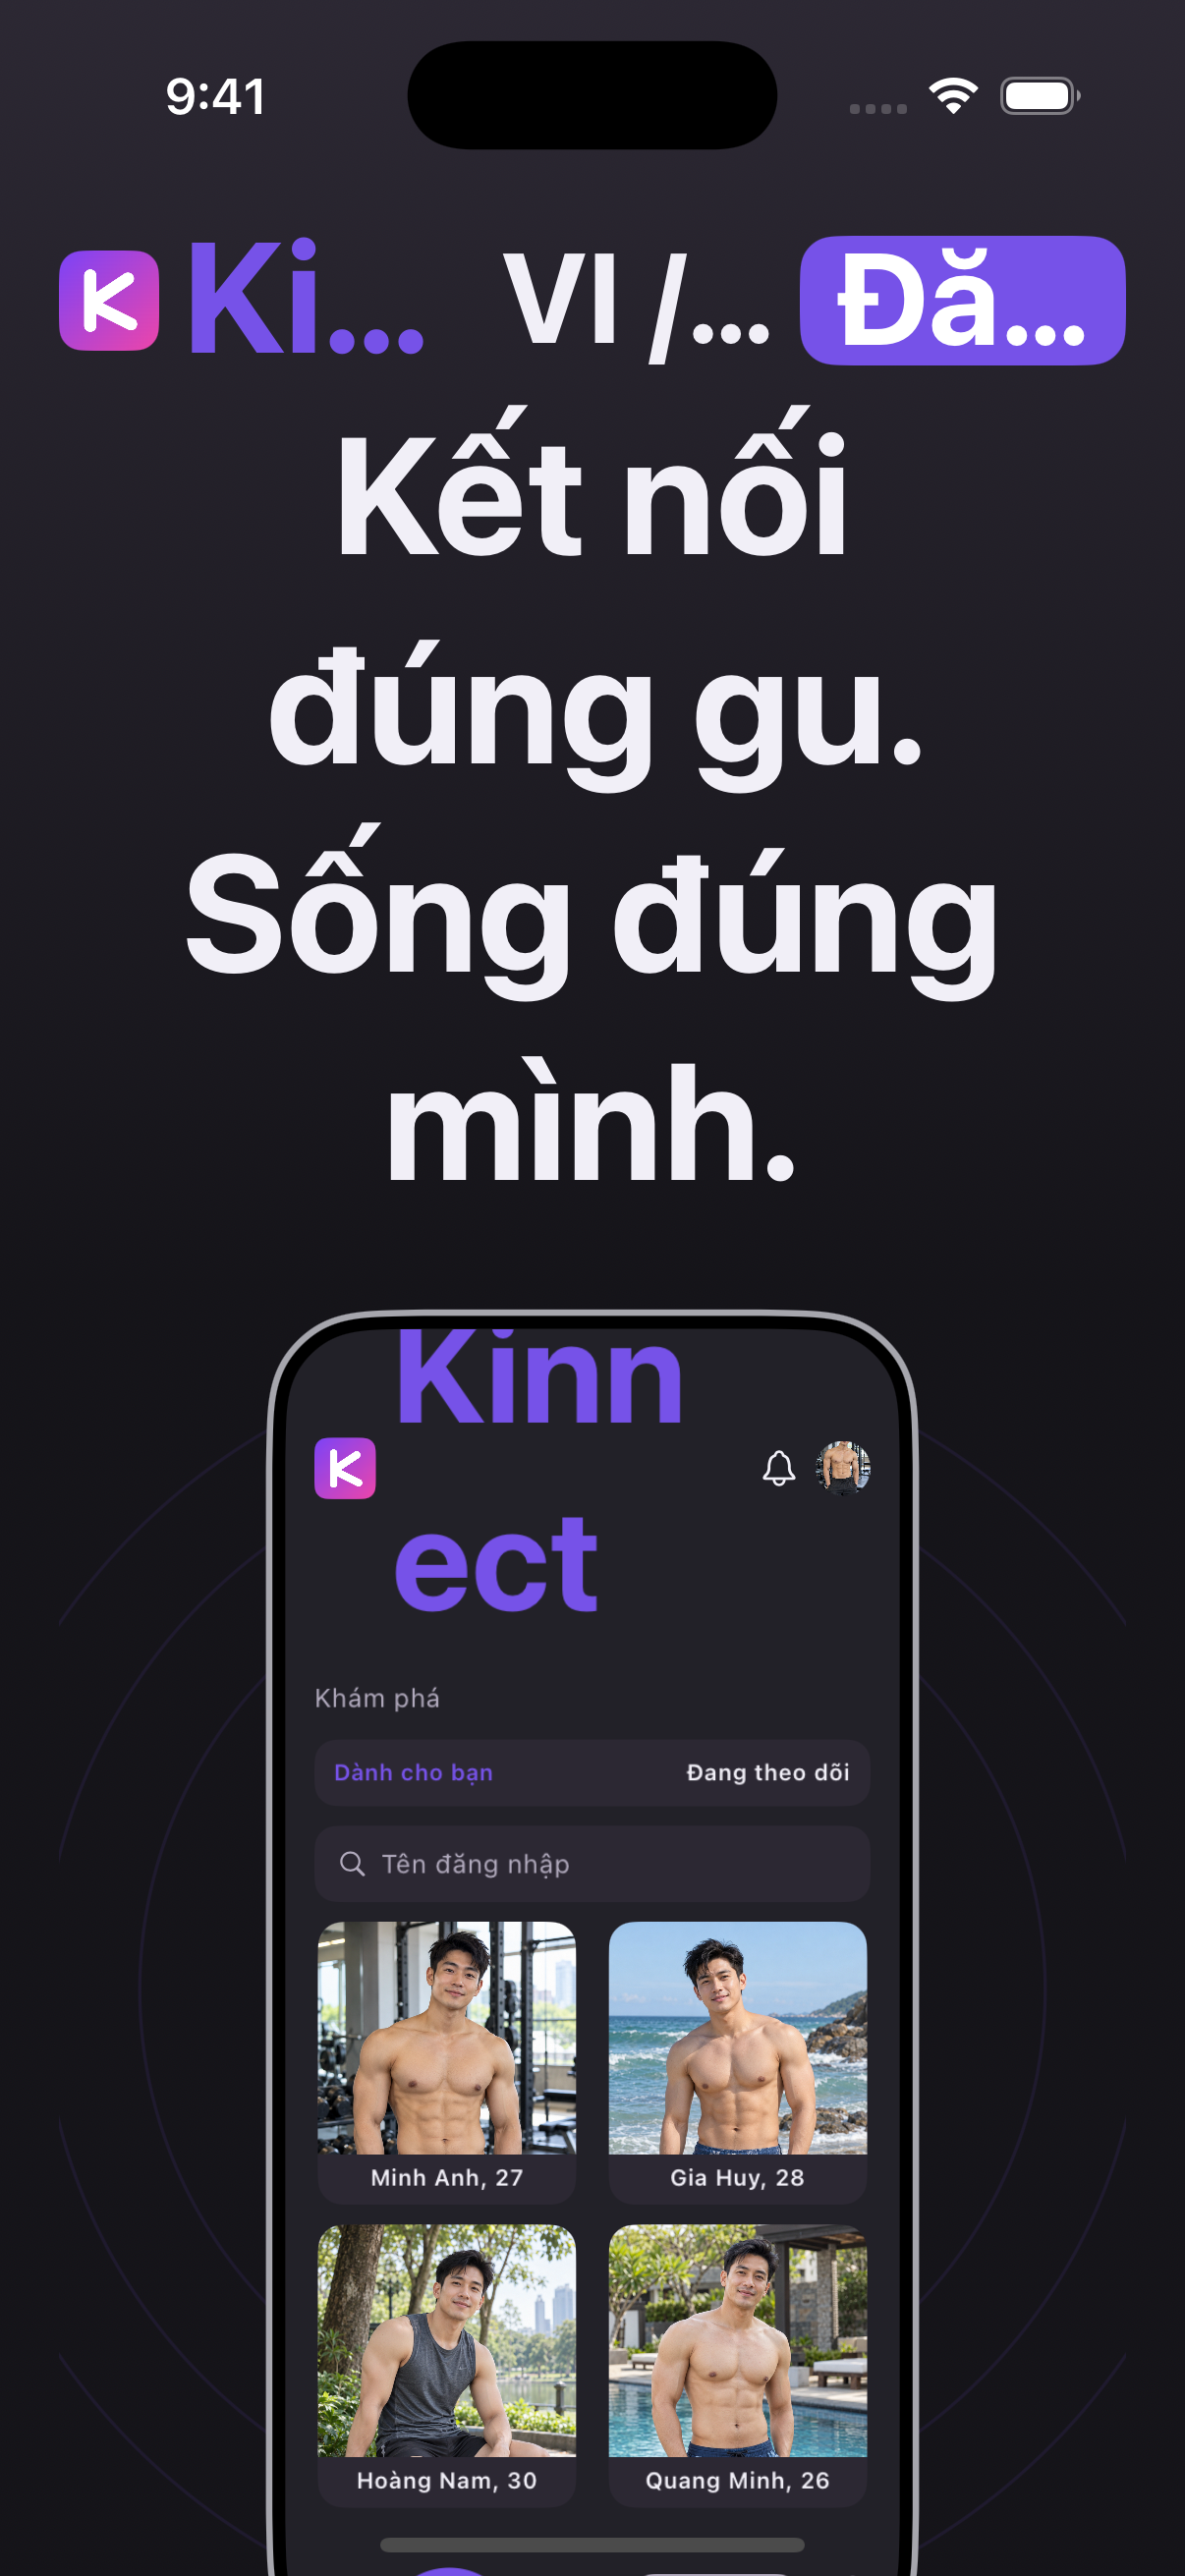 9:41
K Ki... VI /... Đă...
Kết nối
đúng gu.
Sống đúng
mình.
Kinn
K
ect
Khám phá
Dành cho bạn Đang theo dõi
Tên đăng nhập
Minh Anh, 27 Gia Huy, 28
Hoàng Nam, 30 Quang Minh, 26